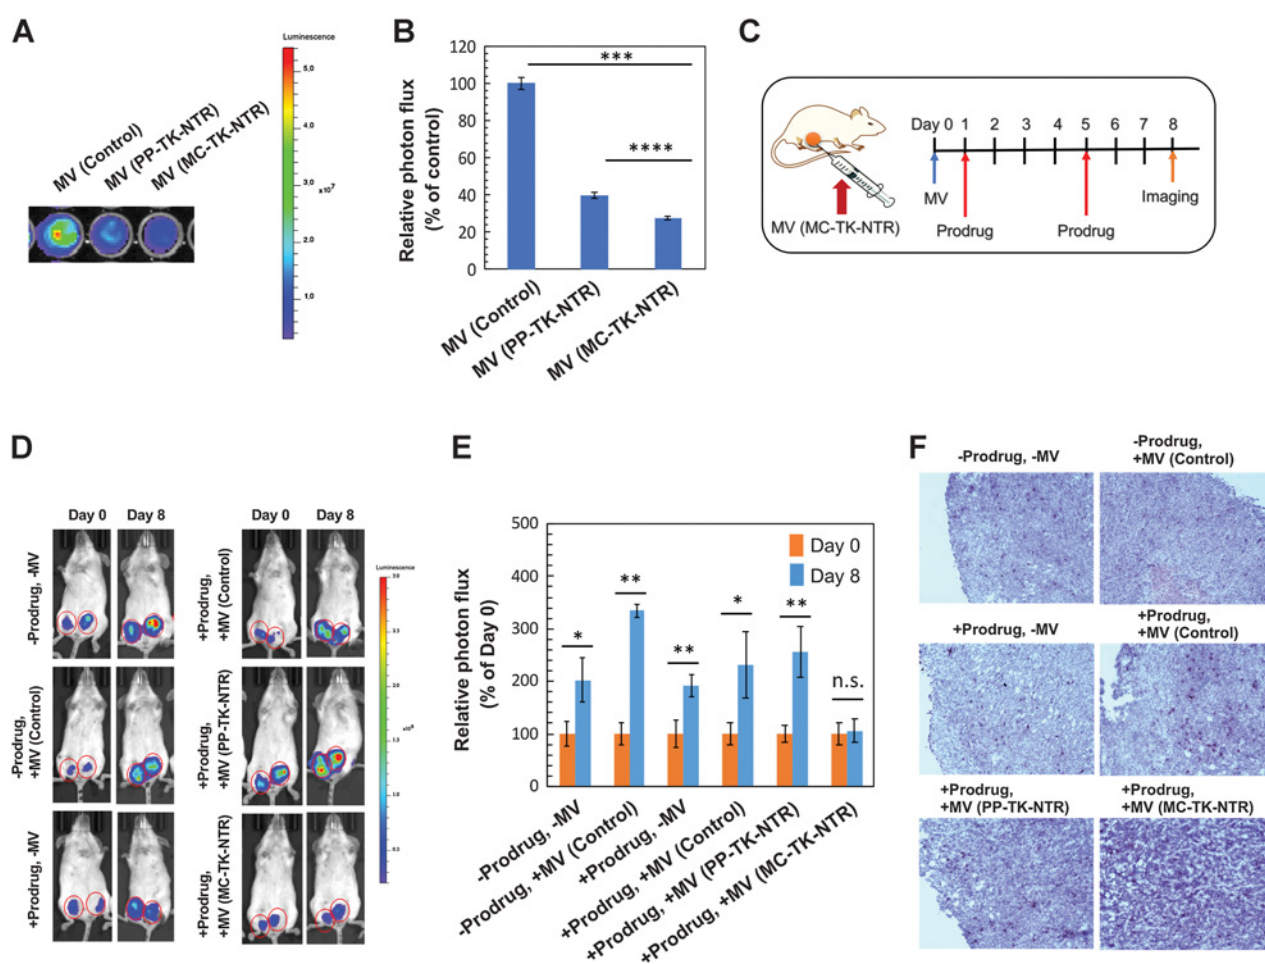 A
Luminescence
5,0
4,0
3,0
x10⁷
2,0
1,0
MV (Control)
MV (PP-TK-NTR)
MV (MC-TK-NTR)
B
Relative photon flux
(% of control)
120
100
80
60
40
20
0
***
****
MV (Control)
MV (PP-TK-NTR)
MV (MC-TK-NTR)
C
Day 0 1 2 3 4 5 6 7 8
MV
Prodrug
Prodrug
Imaging
MV (MC-TK-NTR)
D
Day 0 Day 8
Day 0 Day 8
-Prodrug, -MV
-Prodrug,
+MV (Control)
+Prodrug, -MV
+Prodrug,
+MV (Control)
+Prodrug,
+MV (PP-TK-NTR)
+Prodrug,
+MV (MC-TK-NTR)
Luminescence
E
Relative photon flux
(% of Day 0)
500
400
300
200
100
0
Day 0
Day 8
*
**
**
*
**
n.s.
-Prodrug, -MV
-Prodrug, +MV (Control)
+Prodrug, -MV
+Prodrug, +MV (Control)
+Prodrug, +MV (PP-TK-NTR)
+Prodrug, +MV (MC-TK-NTR)
F
-Prodrug, -MV
-Prodrug,
+MV (Control)
+Prodrug, -MV
+Prodrug,
+MV (Control)
+Prodrug,
+MV (PP-TK-NTR)
+Prodrug,
+MV (MC-TK-NTR)